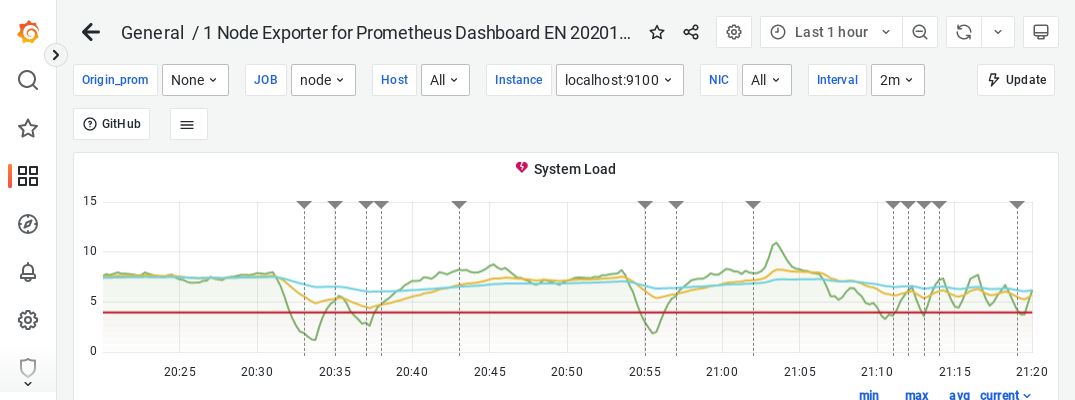 General / 1 Node Exporter for Prometheus Dashboard EN 20201...
Last 1 hour
Origin_prom None JOB node Host All Instance localhost:9100 NIC All Interval 2m Update
GitHub
System Load
15
10
5
0
20:25 20:30 20:35 20:40 20:45 20:50 20:55 21:00 21:05 21:10 21:15 21:20
min max avg current